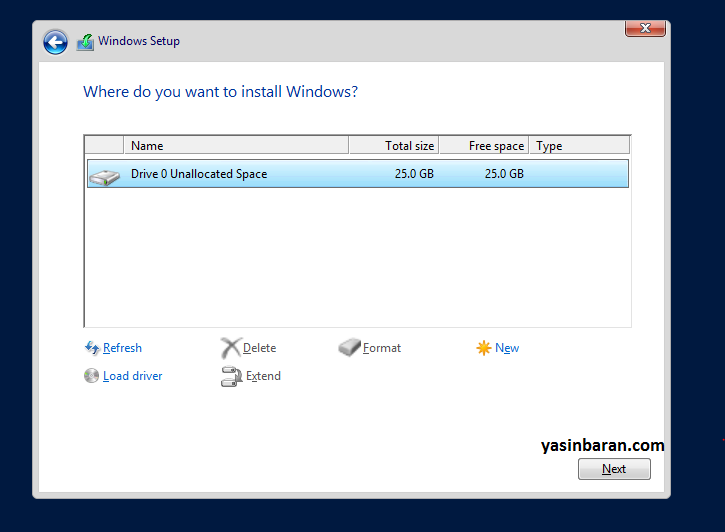 Windows Setup
Where do you want to install Windows?
Name Total size Free space Type
Drive 0 Unallocated Space 25.0 GB 25.0 GB
Refresh Delete Format New
Load driver Extend
yasinbaran.com
Next